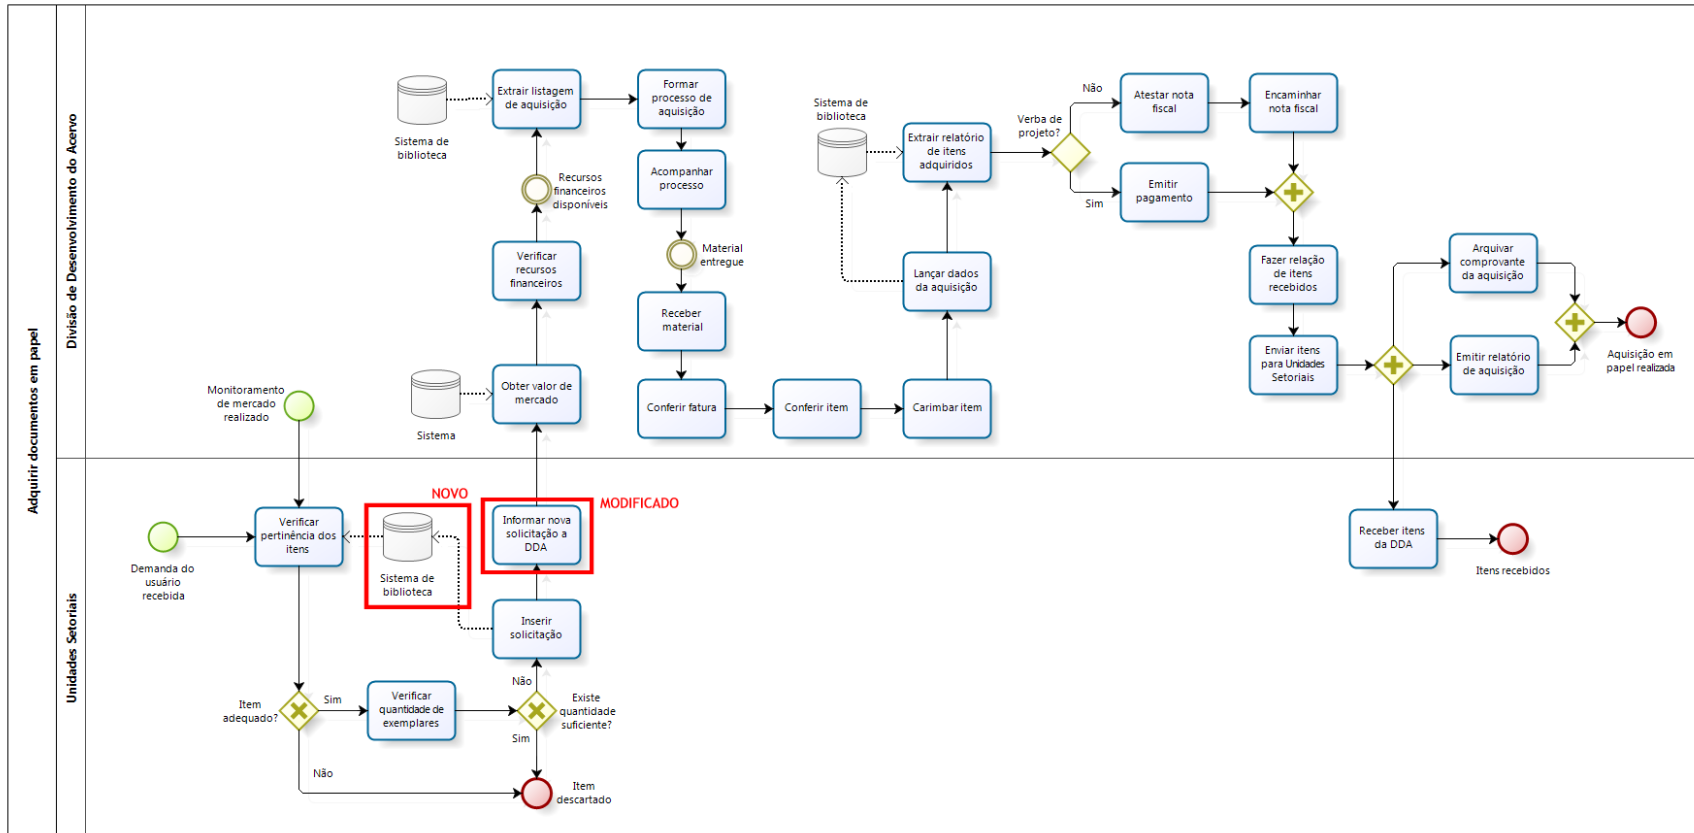 Adquirir documentos em papel
Divisão de Desenvolvimento do Acervo
Sistema de
biblioteca
Extrair listagem
de aquisição
Formar
processo de
aquisição
Acompanhar
processo
Recursos
financeiros
disponíveis
Material
entregue
Verificar
recursos
financeiros
Receber
material
Monitoramento
de mercado
realizado
Sistema
Obter valor de
mercado
Conferir fatura
Conferir item
Carimbar item
Lançar dados
da aquisição
Sistema de
biblioteca
Extrair relatório
de itens
adquiridos
Verba de
projeto?
Não
Sim
Atestar nota
fiscal
Encaminhar
nota fiscal
Emitir
pagamento
Fazer relação
de itens
recebidos
Enviar itens
para Unidades
Setoriais
Arquivar
comprovante
da aquisição
Emitir relatório
de aquisição
Aquisição em
papel realizada
Unidades Setoriais
Demanda do
usuário
recebida
Verificar
pertinência dos
itens
NOVO
Sistema de
biblioteca
MODIFICADO
Informar nova
solicitação a
DDA
Inserir
solicitação
Item
adequado?
Sim
Não
Verificar
quantidade de
exemplares
Não
Existe
quantidade
suficiente?
Sim
Item
descartado
Receber itens
da DDA
Itens recebidos